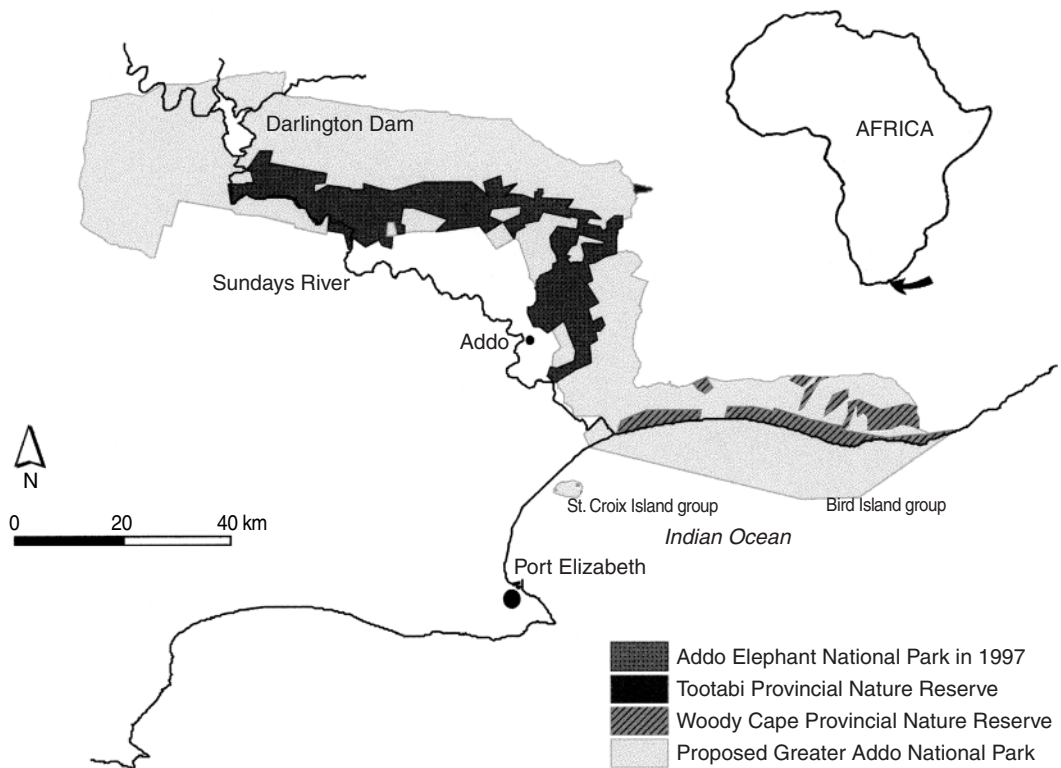 Darlington Dam
AFRICA
Sundays River
Addo
N
0 20 40 km
St. Croix Island group
Bird Island group
Indian Ocean
Port Elizabeth
Addo Elephant National Park in 1997
Tootabi Provincial Nature Reserve
Woody Cape Provincial Nature Reserve
Proposed Greater Addo National Park